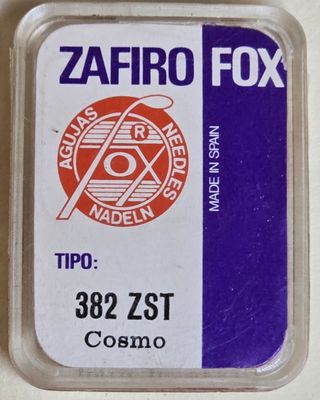 ZAFIRO FOX
AGUJAS
NEEDLES
NADELN
FOX
R
MADE IN SPAIN
TIPO:
382 ZST
Cosmo